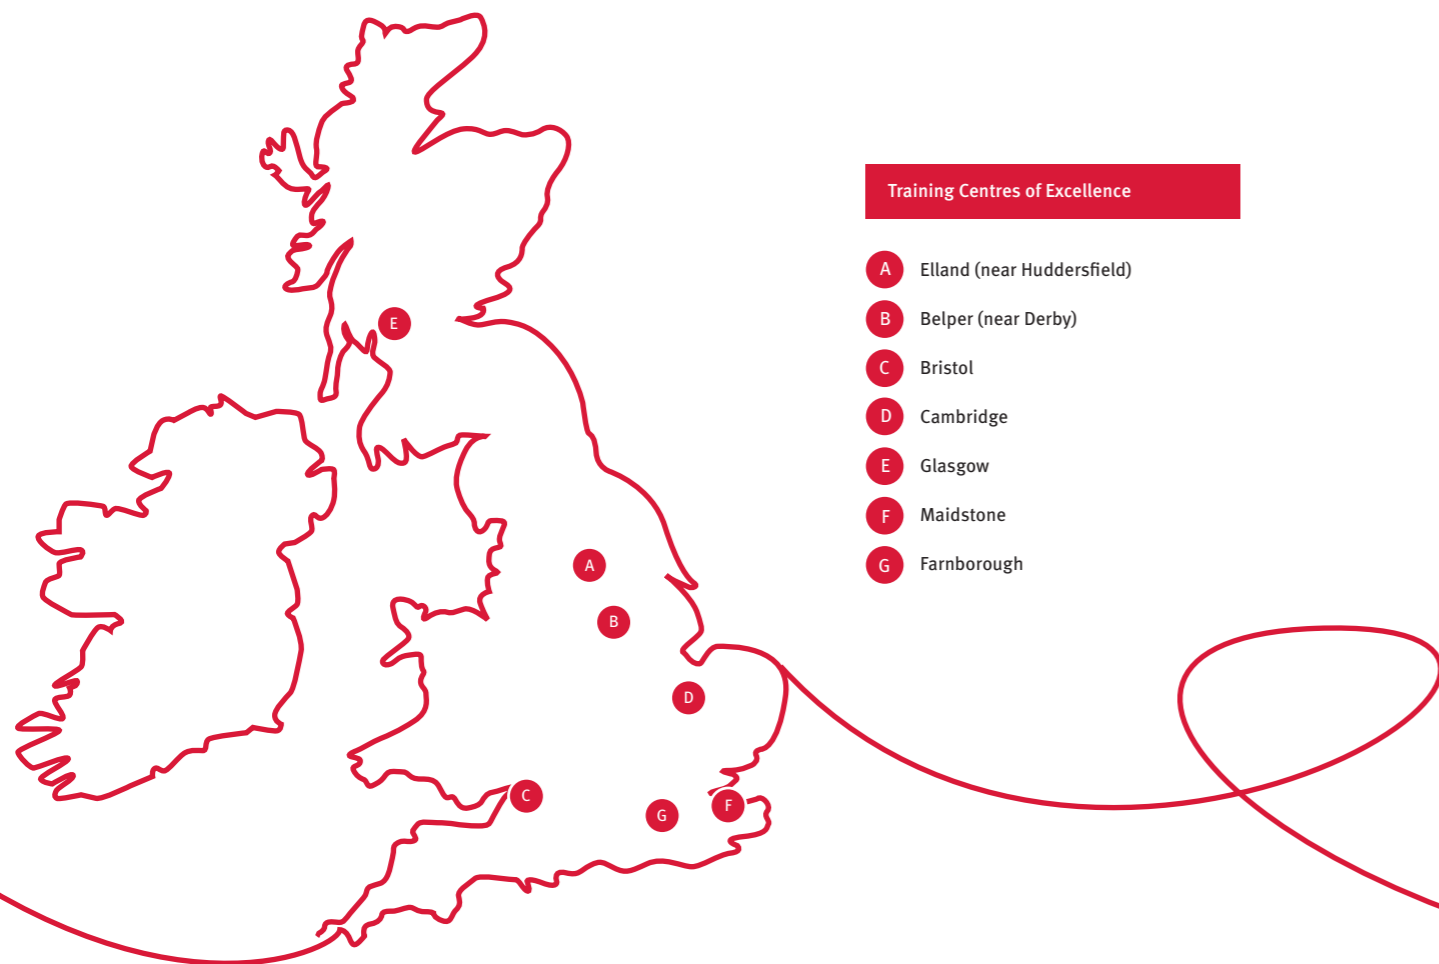 Training Centres of Excellence
A Elland (near Huddersfield)
B Belper (near Derby)
C Bristol
D Cambridge
E Glasgow
F Maidstone
G Farnborough
E
A
B
D
C
G
F